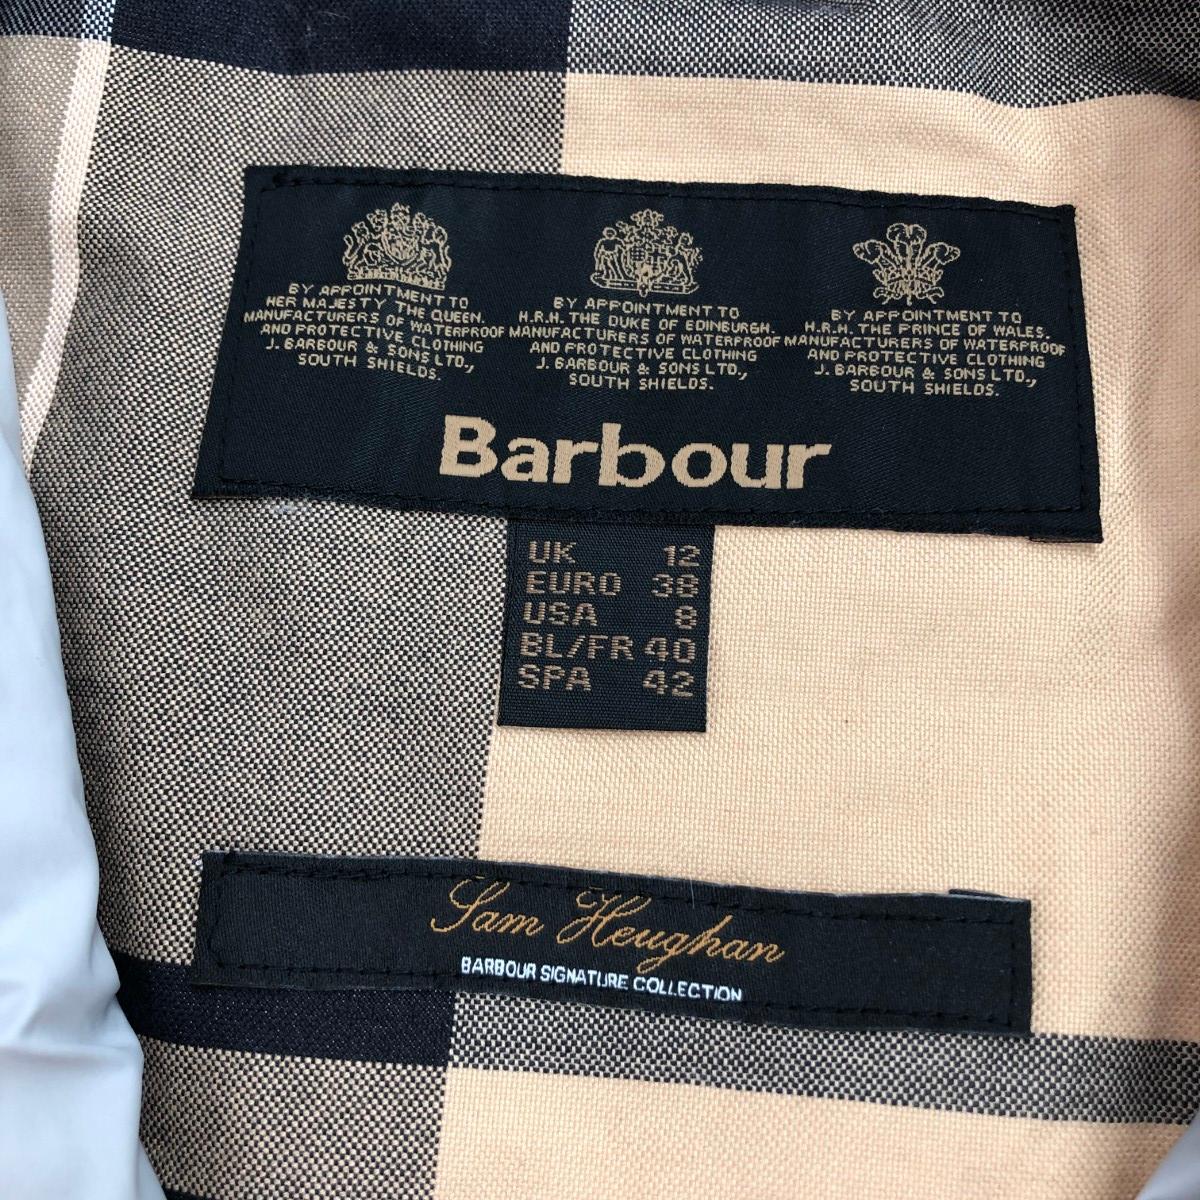 BY APPOINTMENT TO
HER MAJESTY THE QUEEN.
MANUFACTURERS OF WATERPROOF
AND PROTECTIVE CLOTHING
J. BARBOUR & SONS LTD.,
SOUTH SHIELDS.
BY APPOINTMENT TO
H.R.H. THE DUKE OF EDINBURGH.
MANUFACTURERS OF WATERPROOF
AND PROTECTIVE CLOTHING
J. BARBOUR & SONS LTD.,
SOUTH SHIELDS.
BY APPOINTMENT TO
H.R.H. THE PRINCE OF WALES.
MANUFACTURERS OF WATERPROOF
AND PROTECTIVE CLOTHING
J. BARBOUR & SONS LTD.,
SOUTH SHIELDS.
Barbour
UK 12
EURO 38
USA 8
BL/FR 40
SPA 42
Sam Heughan
BARBOUR SIGNATURE COLLECTION